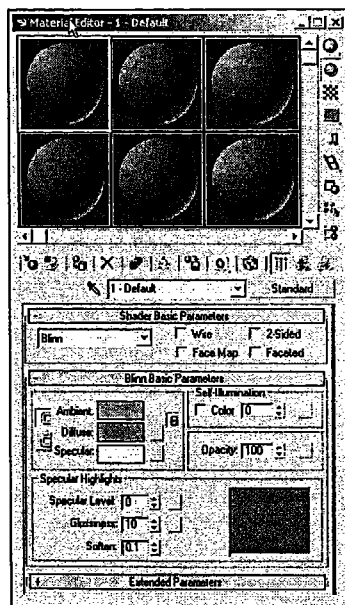 Material Editor - 1 - Default
1 - Default
Standard
Shader Basic Parameters
Blinn
Wire
2-Sided
Face Map
Faceted
Blinn Basic Parameters
Ambient:
Diffuse:
Specular:
Self-Illumination
Color 0
Opacity: 100
Specular Highlights
Specular Level: 0
Glossiness: 10
Soften: 0.1
Extended Parameters